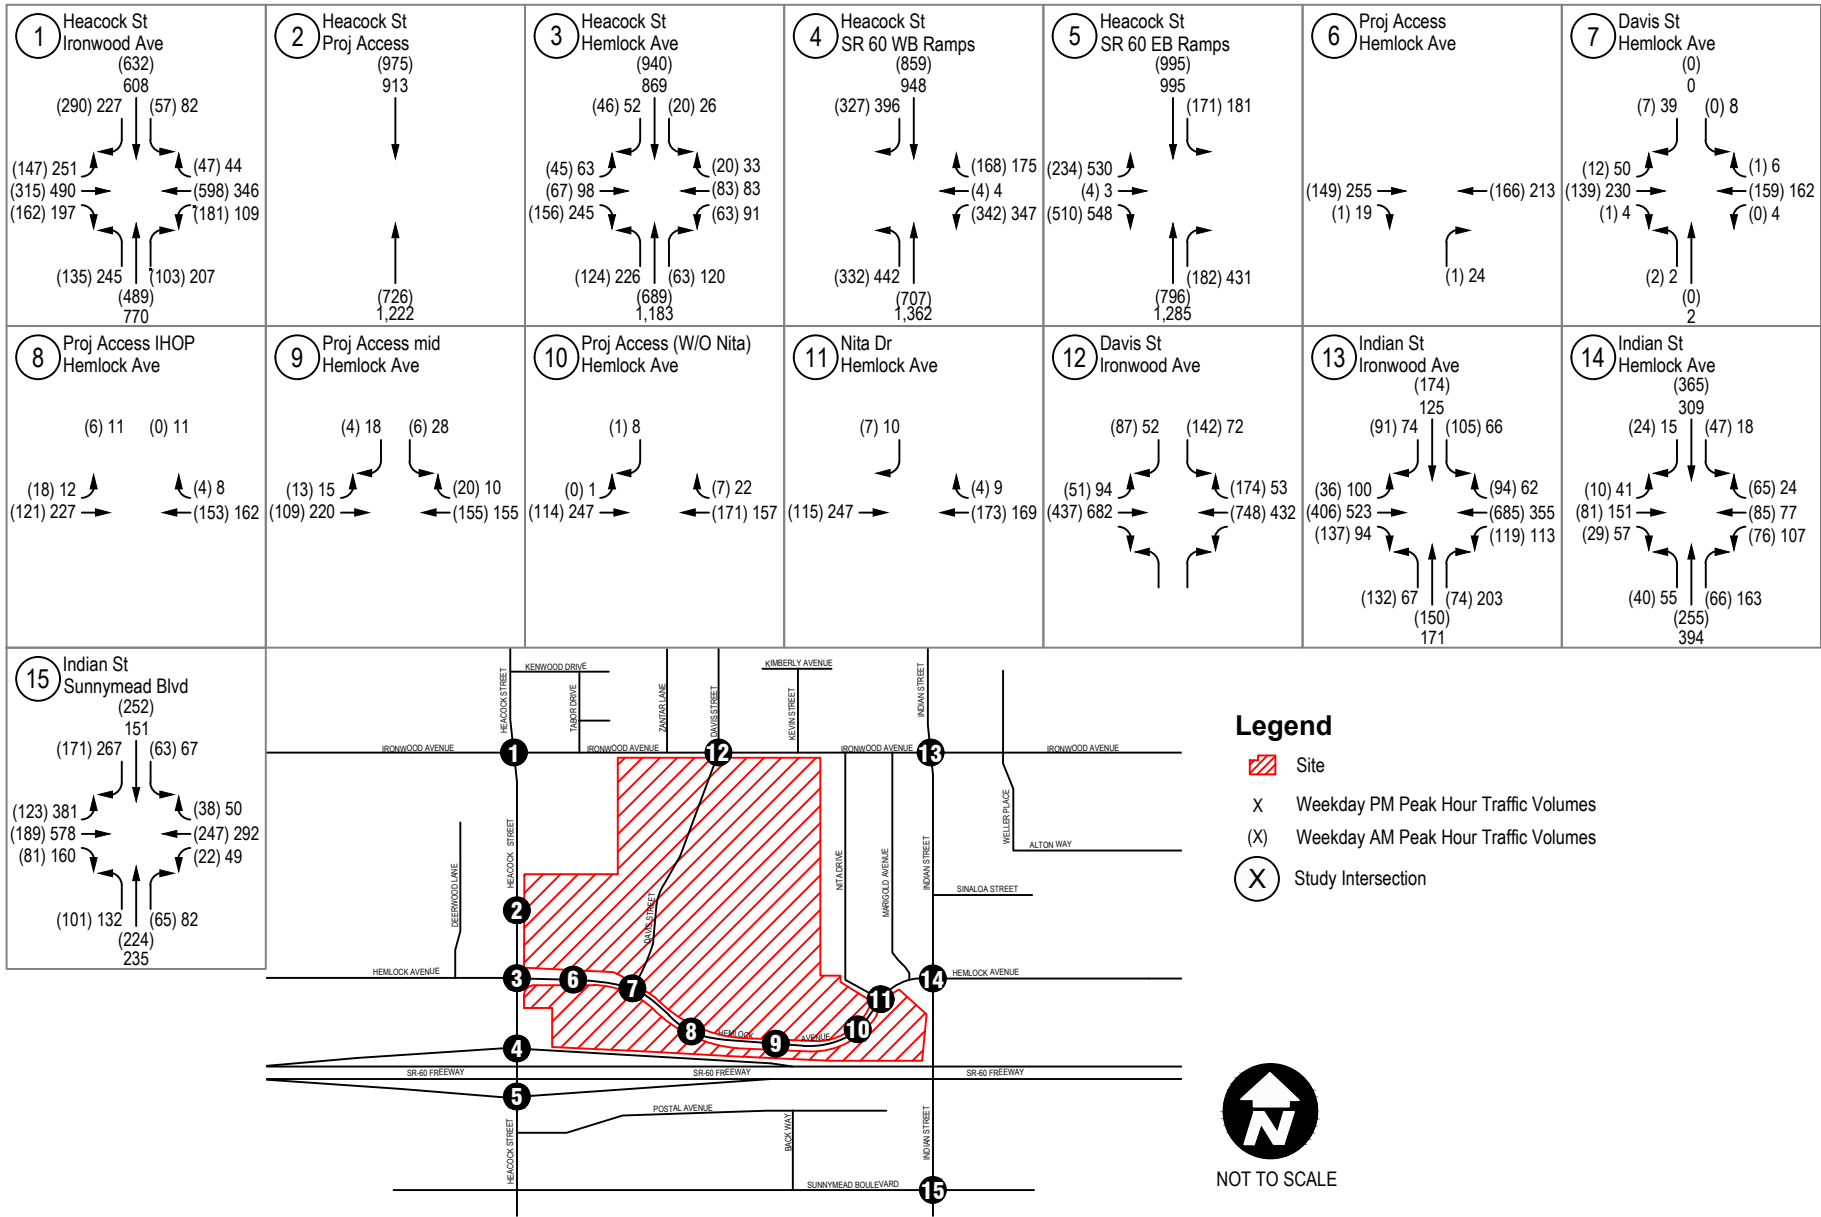 1
Heacock St
Ironwood Ave
(632)
608
(290) 227
(57) 82
(147) 251
(315) 490
(162) 197
(47) 44
(598) 346
(181) 109
(135) 245
(103) 207
(489)
770
2
Heacock St
Proj Access
(975)
913
(726)
1,222
3
Heacock St
Hemlock Ave
(940)
869
(46) 52
(20) 26
(45) 63
(67) 98
(156) 245
(20) 33
(83) 83
(63) 91
(124) 226
(63) 120
(689)
1,183
4
Heacock St
SR 60 WB Ramps
(859)
948
(327) 396
(168) 175
(4) 4
(342) 347
(332) 442
(707)
1,362
5
Heacock St
SR 60 EB Ramps
(995)
995
(171) 181
(234) 530
(4) 3
(510) 548
(182) 431
(796)
1,285
6
Proj Access
Hemlock Ave
(149) 255
(1) 19
(166) 213
(1) 24
7
Davis St
Hemlock Ave
(0)
0
(7) 39
(0) 8
(12) 50
(139) 230
(1) 4
(1) 6
(159) 162
(0) 4
(2) 2
(0)
2
8
Proj Access IHOP
Hemlock Ave
(6) 11
(0) 11
(18) 12
(121) 227
(4) 8
(153) 162
9
Proj Access mid
Hemlock Ave
(4) 18
(6) 28
(13) 15
(109) 220
(20) 10
(155) 155
10
Proj Access (W/O Nita)
Hemlock Ave
(1) 8
(0) 1
(114) 247
(7) 22
(171) 157
11
Nita Dr
Hemlock Ave
(7) 10
(115) 247
(4) 9
(173) 169
12
Davis St
Ironwood Ave
(87) 52
(142) 72
(51) 94
(437) 682
(174) 53
(748) 432
13
Indian St
Ironwood Ave
(174)
125
(91) 74
(105) 66
(36) 100
(406) 523
(137) 94
(94) 62
(685) 355
(119) 113
(132) 67
(74) 203
(150)
171
14
Indian St
Hemlock Ave
(365)
309
(24) 15
(47) 18
(10) 41
(81) 151
(29) 57
(65) 24
(85) 77
(76) 107
(40) 55
(66) 163
(255)
394
15
Indian St
Sunnymead Blvd
(252)
151
(171) 267
(63) 67
(123) 381
(189) 578
(81) 160
(38) 50
(247) 292
(22) 49
(101) 132
(65) 82
(224)
235
HEACOCK STREET
KENWOOD DRIVE
TABOR DRIVE
ZANTAR LANE
DAVIS STREET
KIMBERLY AVENUE
KEVIN STREET
INDIAN STREET
IRONWOOD AVENUE
1
IRONWOOD AVENUE
12
IRONWOOD AVENUE
13
IRONWOOD AVENUE
WELLER PLACE
ALTON WAY
HEACOCK STREET
DEERWOOD LANE
NITA DRIVE
MARIGOLD AVENUE
INDIAN STREET
SINALOA STREET
2
DAVIS STREET
HEMLOCK AVENUE
3
6
7
14
HEMLOCK AVENUE
11
8
HEMLOCK
9
AVENUE
10
4
SR-60 FREEWAY
SR-60 FREEWAY
SR-60 FREEWAY
5
POSTAL AVENUE
BACK WAY
HEACOCK STREET
INDIAN STREET
SUNNYMEAD BOULEVARD
15
Legend
Site
X Weekday PM Peak Hour Traffic Volumes
(X) Weekday AM Peak Hour Traffic Volumes
X Study Intersection
N
NOT TO SCALE